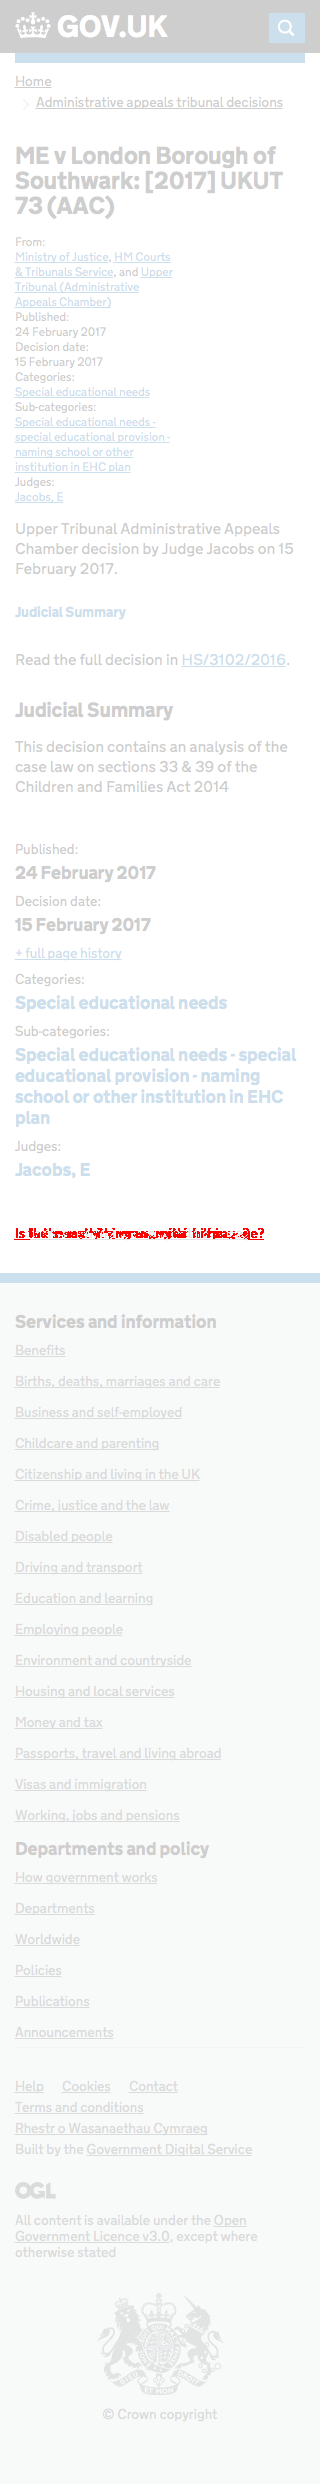 GOV.UK
Home
Administrative appeals tribunal decisions
ME v London Borough of
Southwark: [2017] UKUT
73 (AAC)
From:
Ministry of Justice, HM Courts
& Tribunals Service, and Upper
Tribunal (Administrative
Appeals Chamber)
Published:
24 February 2017
Decision date:
15 February 2017
Categories:
Special educational needs
Sub-categories:
Special educational needs -
special educational provision -
naming school or other
institution in EHC plan
Judges:
Jacobs, E
Upper Tribunal Administrative Appeals
Chamber decision by Judge Jacobs on 15
February 2017.
Judicial Summary
Read the full decision in HS/3102/2016.
Judicial Summary
This decision contains an analysis of the
case law on sections 33 & 39 of the
Children and Families Act 2014
Published:
24 February 2017
Decision date:
15 February 2017
+ full page history
Categories:
Special educational needs
Sub-categories:
Special educational needs - special
educational provision - naming
school or other institution in EHC
plan
Judges:
Jacobs, E
Services and information
Benefits
Births, deaths, marriages and care
Business and self-employed
Childcare and parenting
Citizenship and living in the UK
Crime, justice and the law
Disabled people
Driving and transport
Education and learning
Employing people
Environment and countryside
Housing and local services
Money and tax
Passports, travel and living abroad
Visas and immigration
Working, jobs and pensions
Departments and policy
How government works
Departments
Worldwide
Policies
Publications
Announcements
Help Cookies Contact
Terms and conditions
Rhestr o Wasanaethau Cymraeg
Built by the Government Digital Service
OGL
All content is available under the Open
Government Licence v3.0, except where
otherwise stated
© Crown copyright